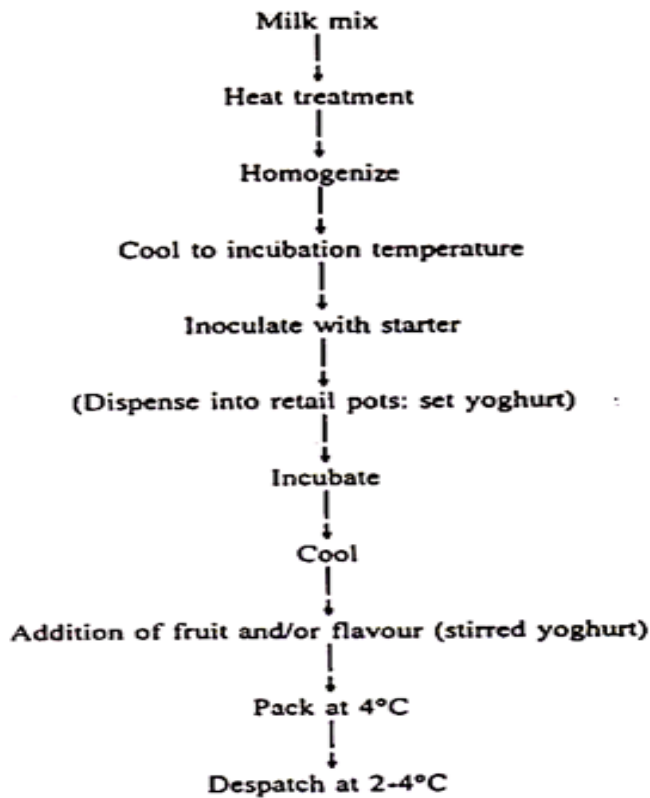 Milk mix
Heat treatment
Homogenize
Cool to incubation temperature
Inoculate with starter
(Dispense into retail pots: set yoghurt)
Incubate
Cool
Addition of fruit and/or flavour (stirred yoghurt)
Pack at 4°C
Despatch at 2-4°C